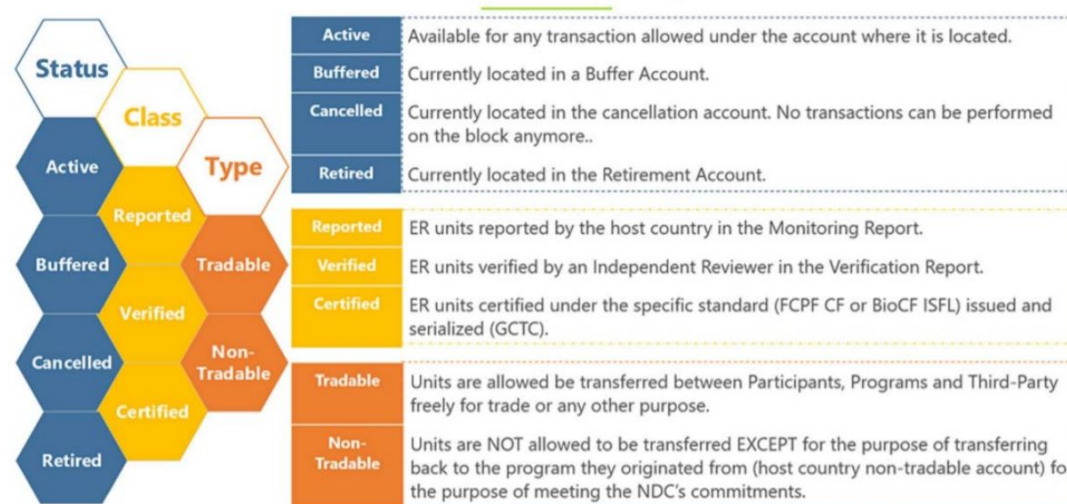 Status
Class
Type
Active
Reported
Buffered
Tradable
Verified
Cancelled
Non-
Tradable
Certified
Retired
Active Available for any transaction allowed under the account where it is located.
Buffered Currently located in a Buffer Account.
Cancelled Currently located in the cancellation account. No transactions can be performed
on the block anymore..
Retired Currently located in the Retirement Account.
Reported ER units reported by the host country in the Monitoring Report.
Verified ER units verified by an Independent Reviewer in the Verification Report.
Certified ER units certified under the specific standard (FCPF CF or BioCF ISFL) issued and
serialized (GCTC).
Tradable Units are allowed be transferred between Participants, Programs and Third-Party
freely for trade or any other purpose.
Non- Units are NOT allowed to be transferred EXCEPT for the purpose of transferring
Tradable back to the program they originated from (host country non-tradable account) fo
the purpose of meeting the NDC's commitments.